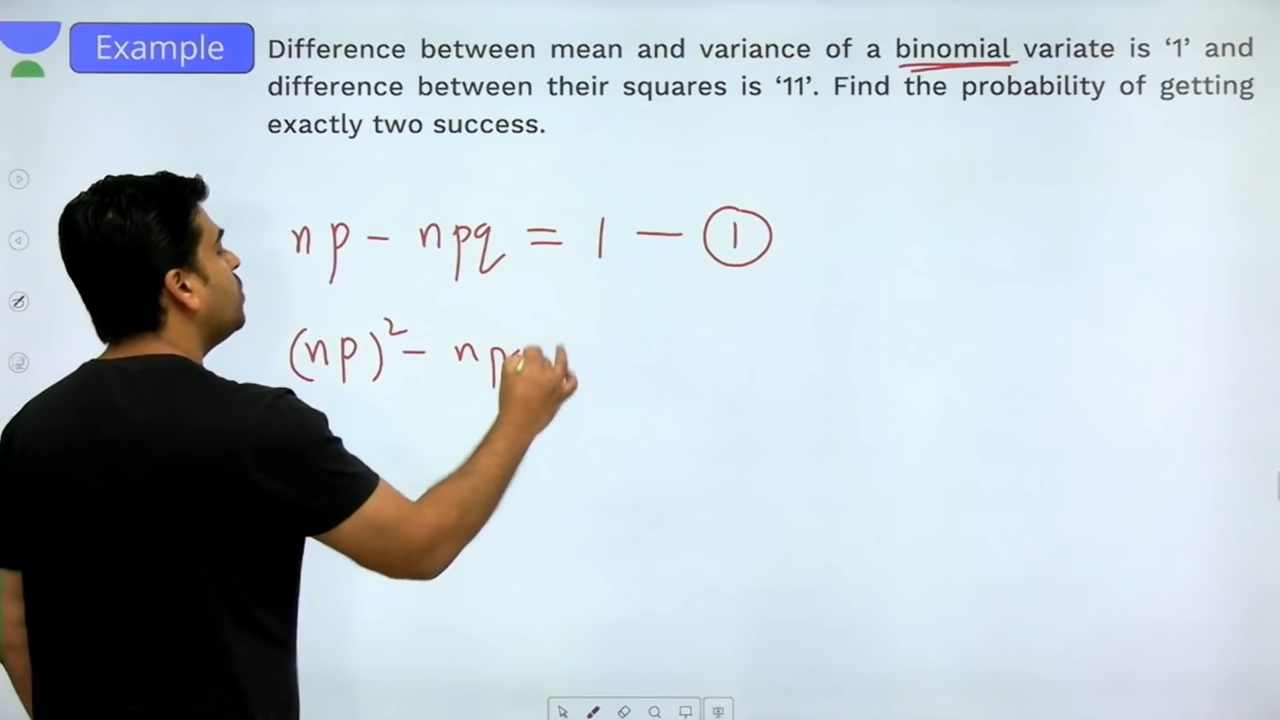 Example
Difference between mean and variance of a binomial variate is ‘1’ and
difference between their squares is ‘11’. Find the probability of getting
exactly two success.
np - npq = 1 - ①
(np)² - np